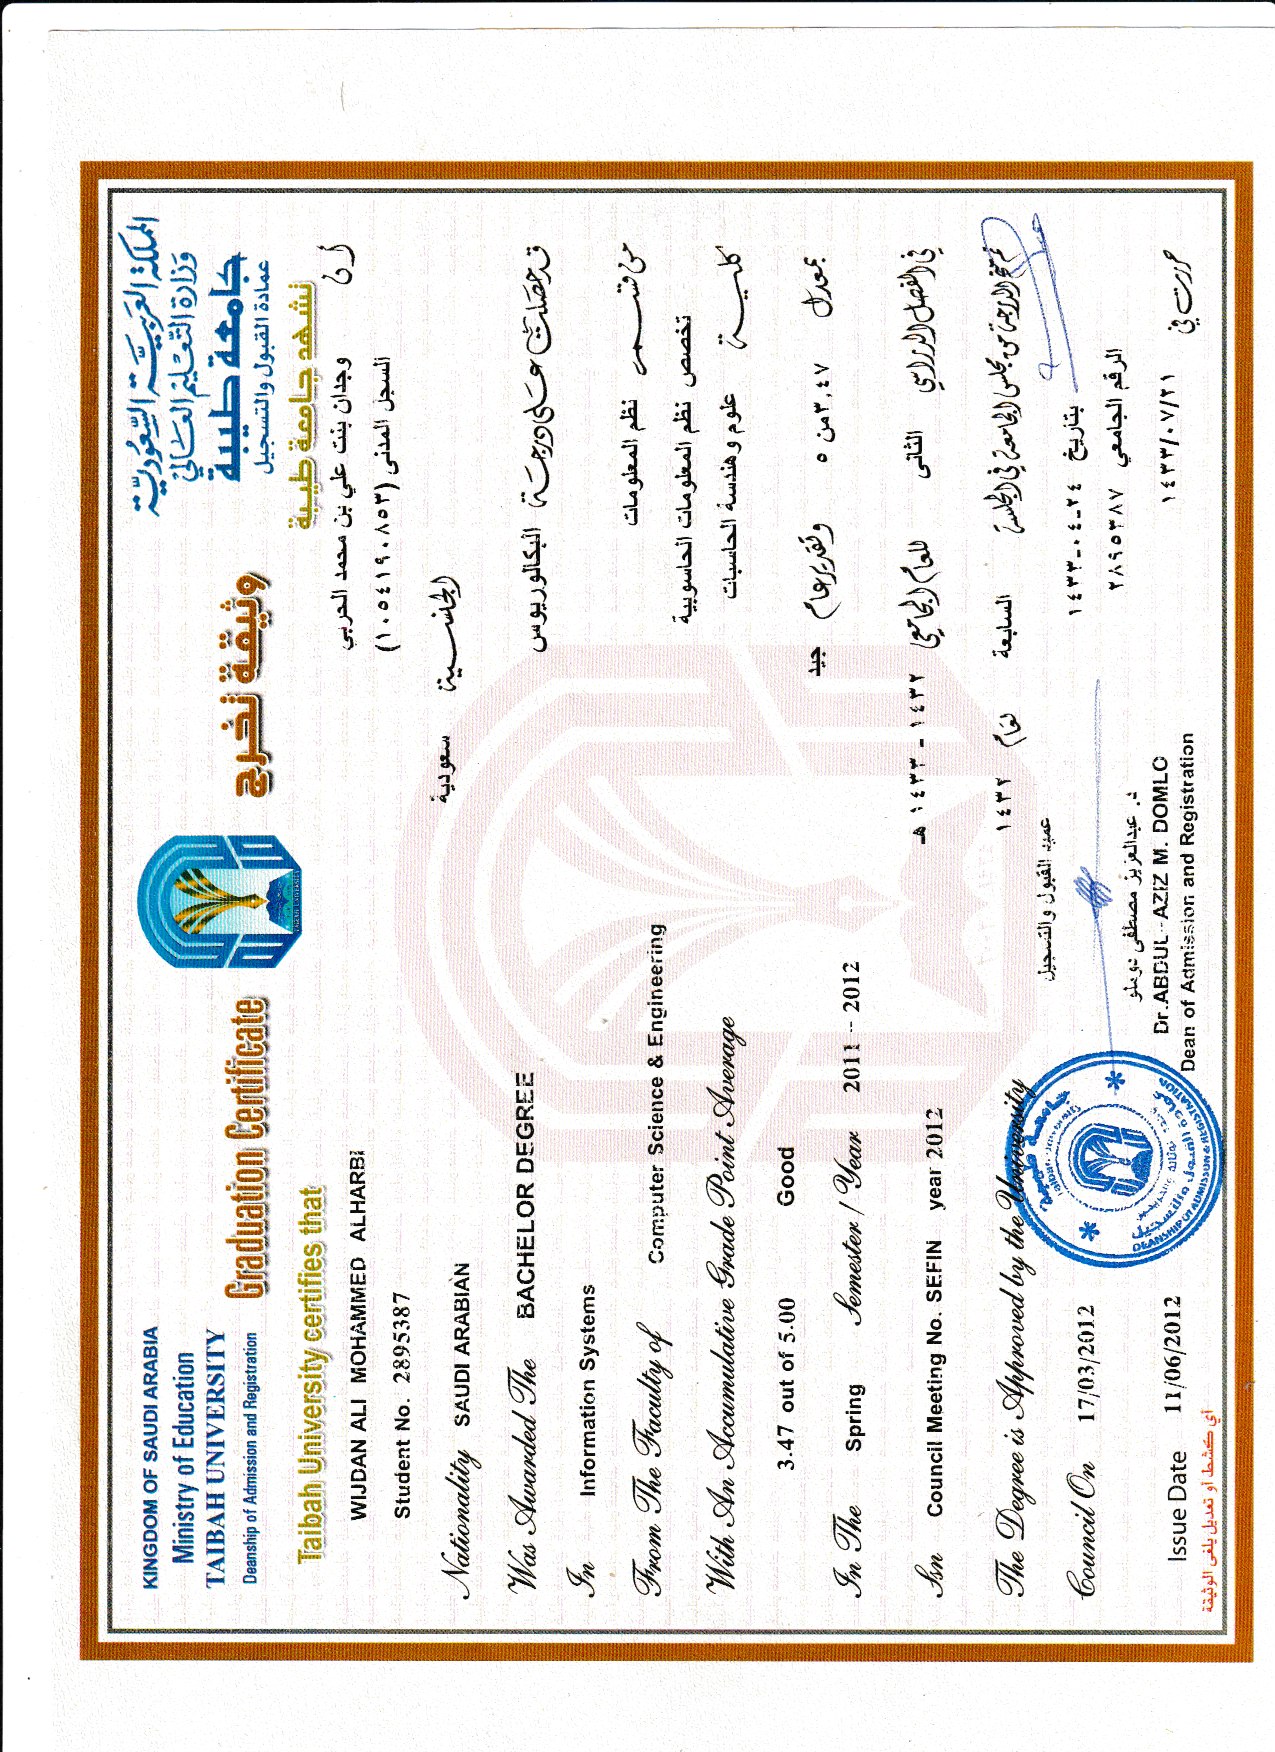 KINGDOM OF SAUDI ARABIA
Ministry of Education
TAIBAH UNIVERSITY
Deanship of Admission and Registration
Graduation Certificate
TAIBAH UNIVERSITY
وثيقة تخرج
المملكة العربية السعودية
وزارة التعليم العالي
جامعة طيبة
عمادة القبول والتسجيل
Taibah University certifies that
WIJDAN ALI MOHAMMED ALHARBI
Student No. 2895387
Nationality SAUDI ARABIAN
Was Awarded The BACHELOR DEGREE
In Information Systems
From The Faculty of Computer Science & Engineering
With An Accumulative Grade Point Average
3.47 out of 5.00 Good
In The Spring Semester / Year 2011 - 2012
Isn Council Meeting No. SEFIN year 2012
The Degree is Approved by the University
Council On 17/03/2012
Issue Date 11/06/2012
أي كشط أو تعديل يلغى الوثيقة
تشهد جامعة طيبة
أن وجدان بنت علي بن محمد الحربي
السجل المدنى (١٠٥٤١٩٠٨٥٣)
الجنسية سعودية
قد حصلت على درجة البكالوريوس
من قسم نظم المعلومات
تخصص نظم المعلومات الحاسوبية
كلية علوم وهندسة الحاسبات
بمعدل ٣,٤٧ من ٥ وتقدير عام جيد
في الفصل الدراسي الثانى للعام الجامعي ١٤٣٢ - ١٤٣٣ هـ
تم منح الدرجة من مجلس الجامعة في الجلسة السابعة لعام ١٤٣٢
بتاريخ ٢٤-٠٤-١٤٣٣
الرقم الجامعي ٢٨٩٥٣٨٧
حررت في ١٤٣٣/٠٧/٢١
عميد القبول والتسجيل
د. عبدالعزيز مصطفى دوملو
Dr.ABDUL-AZIZ M. DOMLO
Dean of Admission and Registration
جامعة طيبة
Taibah University
عمادة القبول والتسجيل
DEANSHIP OF ADMISSION & REGISTRATION